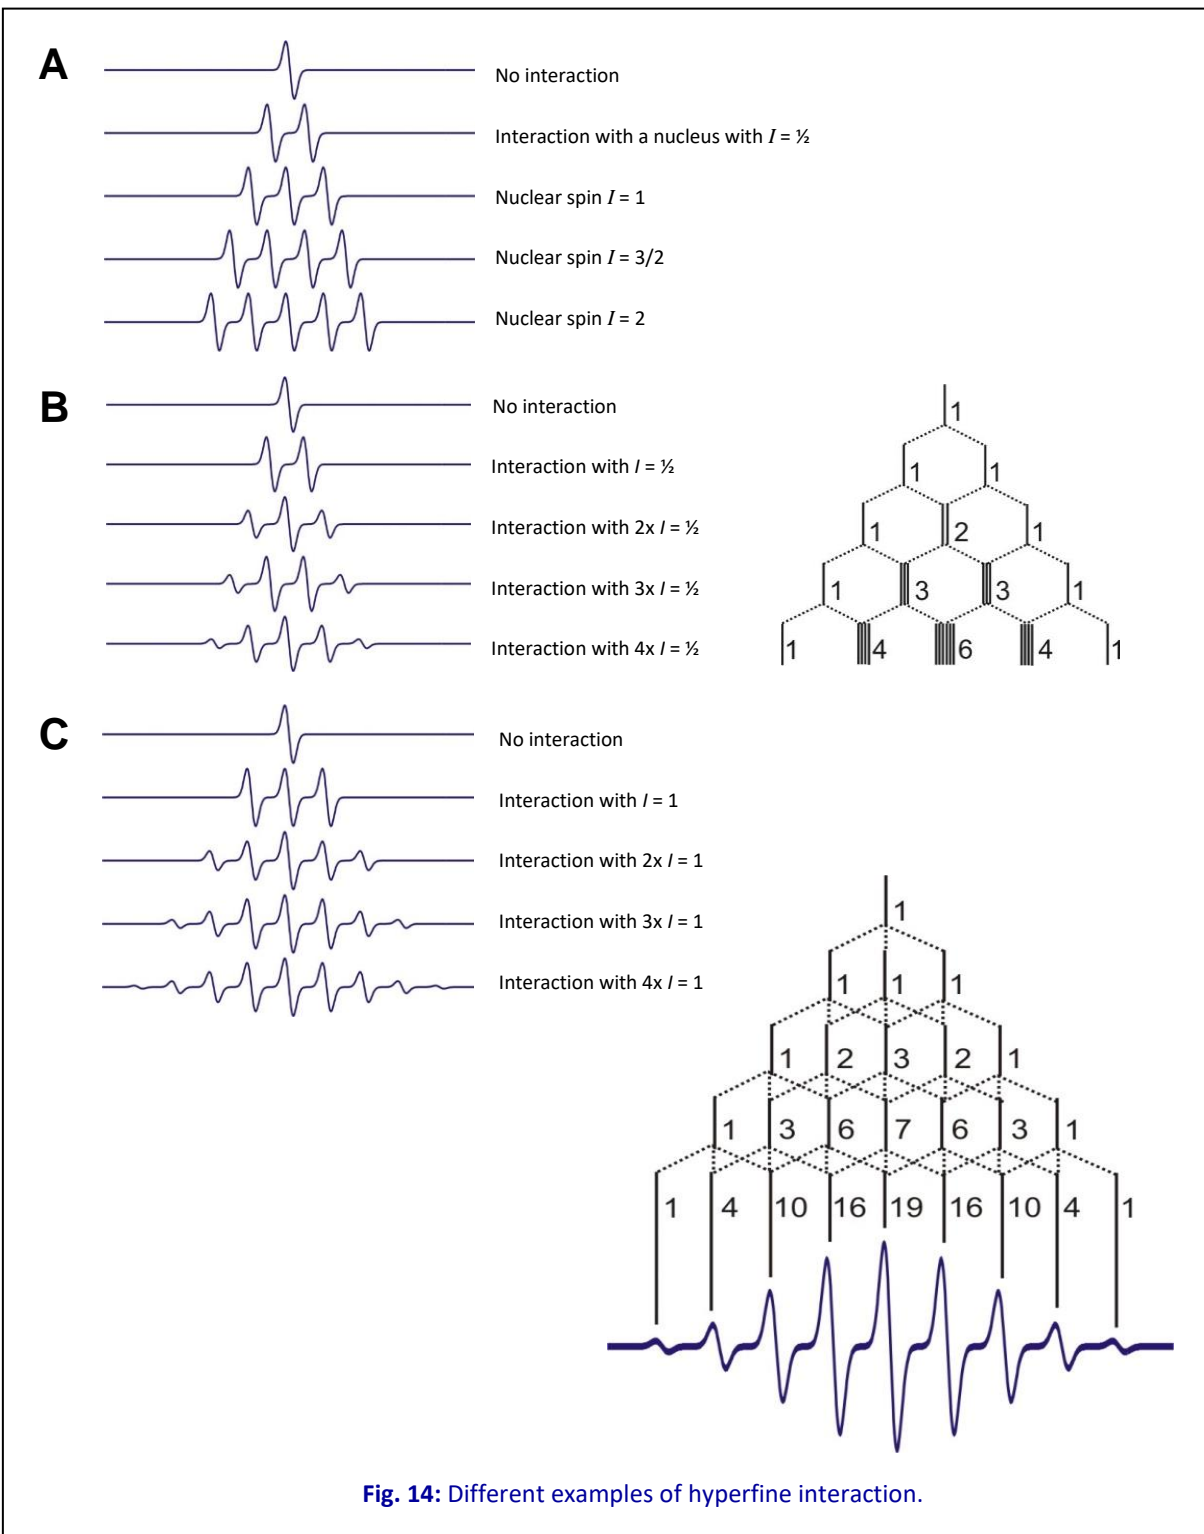 A
No interaction
Interaction with a nucleus with I = ½
Nuclear spin I = 1
Nuclear spin I = 3/2
Nuclear spin I = 2
B
No interaction
Interaction with I = ½
Interaction with 2x I = ½
Interaction with 3x I = ½
Interaction with 4x I = ½
1
1 1
1 2 1
1 3 3 1
1 4 6 4 1
C
No interaction
Interaction with I = 1
Interaction with 2x I = 1
Interaction with 3x I = 1
Interaction with 4x I = 1
1
1 1 1
1 2 3 2 1
1 3 6 7 6 3 1
1 4 10 16 19 16 10 4 1
Fig. 14: Different examples of hyperfine interaction.